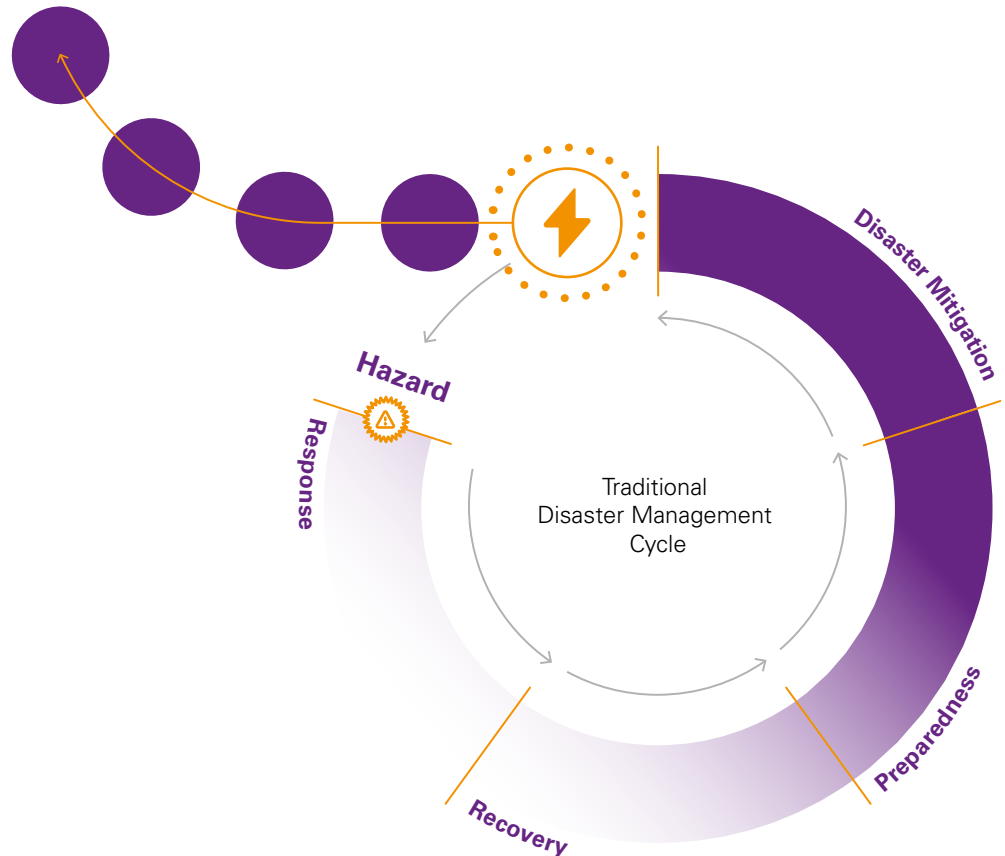 Disaster Mitigation
Hazard
Response
Traditional
Disaster Management
Cycle
Preparedness
Recovery